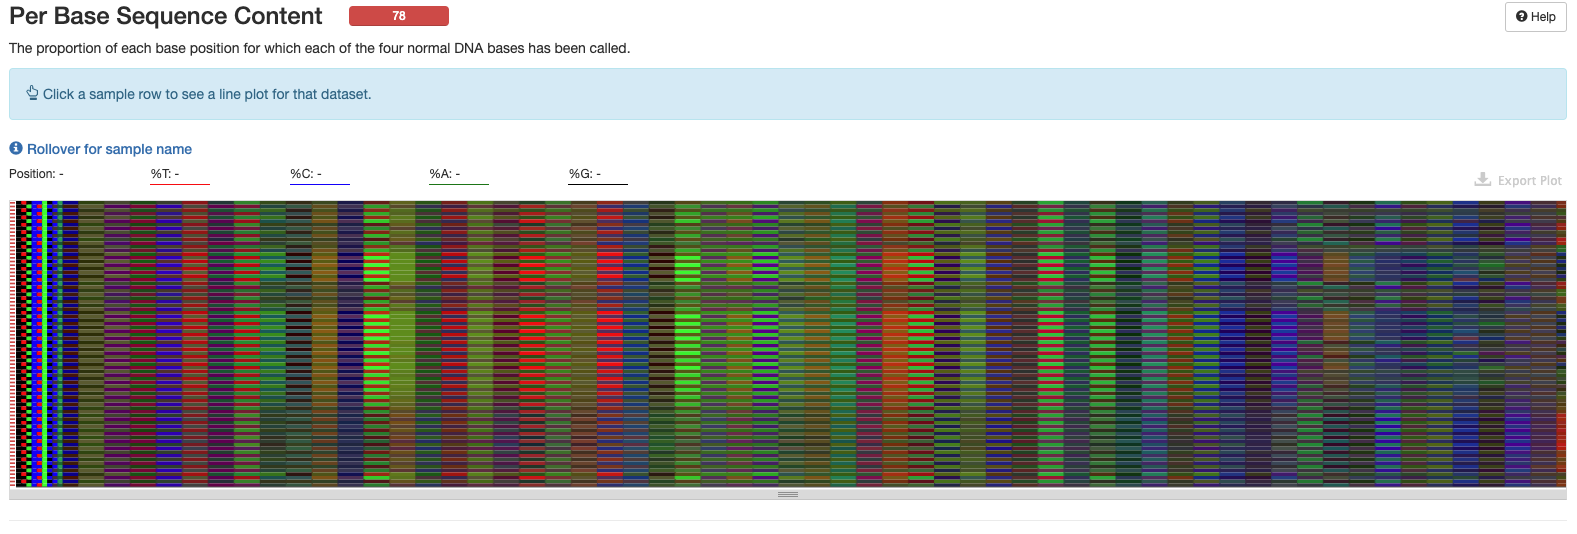 Per Base Sequence Content 78
Help
The proportion of each base position for which each of the four normal DNA bases has been called.
Click a sample row to see a line plot for that dataset.
Rollover for sample name
Position: - %T: - %C: - %A: - %G: -
Export Plot